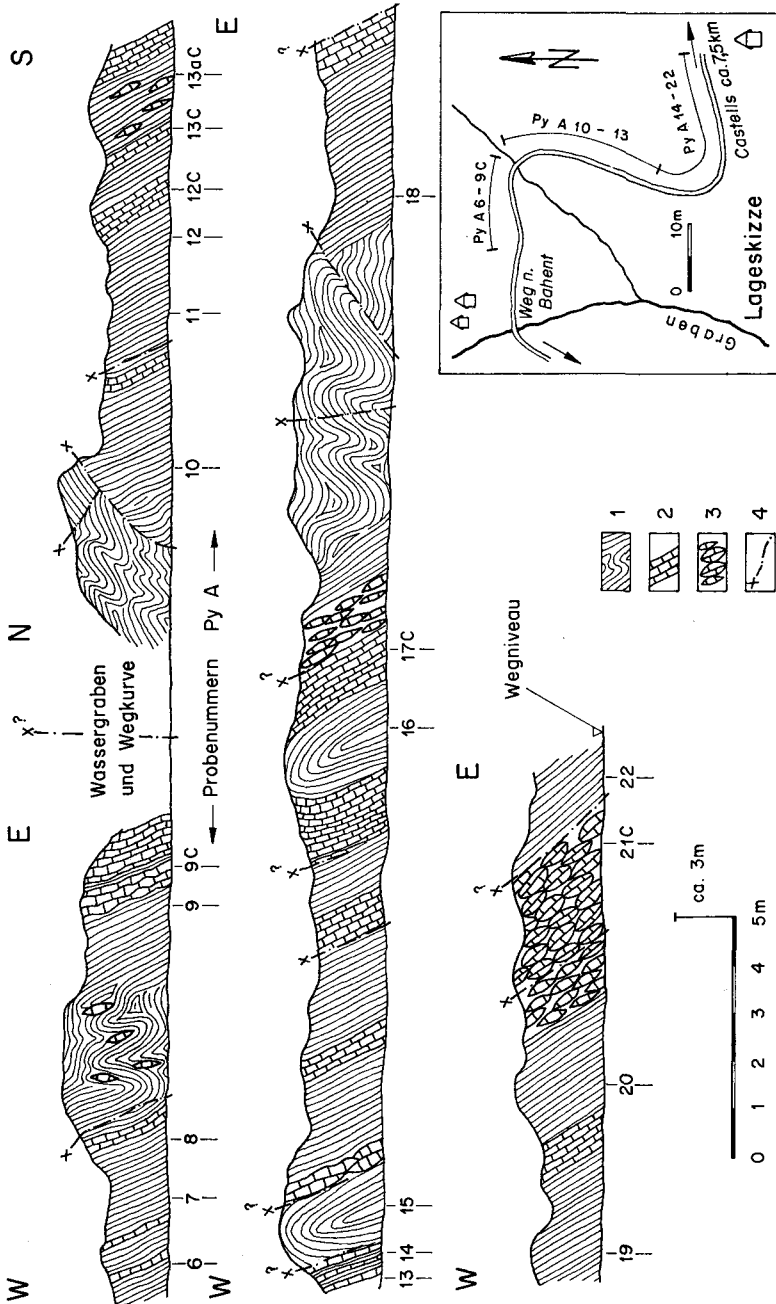 W
E
N
S
x?
Wassergraben
und Wegkurve
Probenummern Py A
6
7
8
9
9C
10
11
12
12C
13C
13aC
W
E
?
?
?
?
?
13
14
15
16
17C
18
W
E
?
Wegniveau
19
20
21C
22
ca. 3m
0
1
2
3
4
5m
1
2
3
4
Py A 6 - 9C
Py A 10 - 13
Py A 14 - 22
Weg n.
Bahent
Graben
N
Castells ca. 7,5km
0
10m
Lageskizze